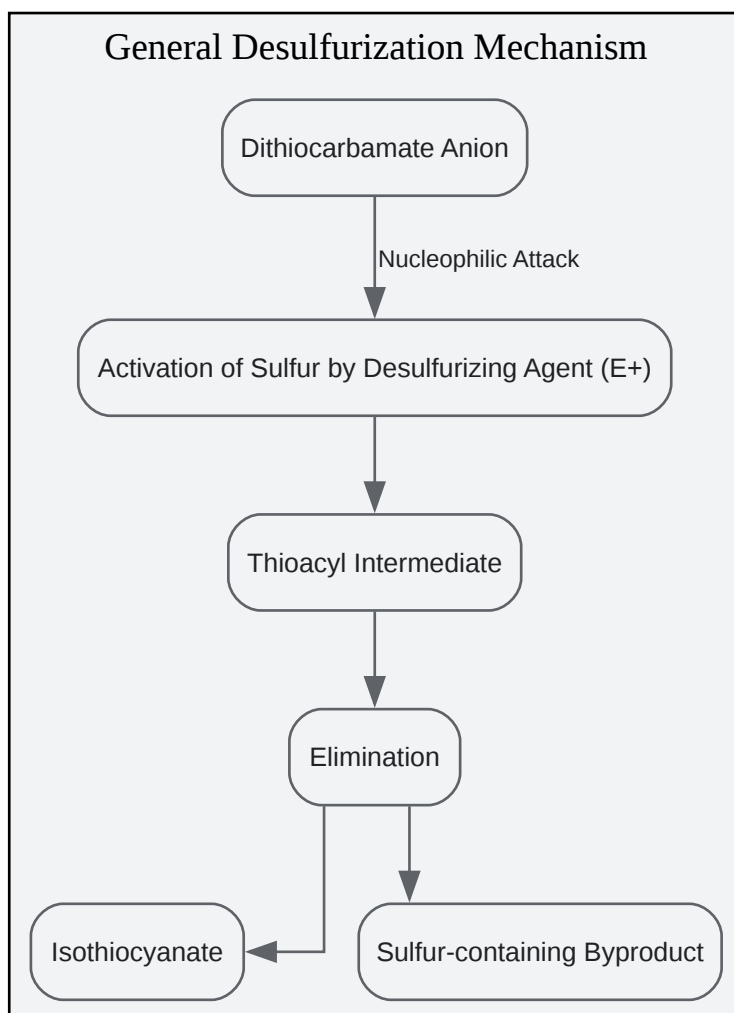 General Desulfurization Mechanism
Dithiocarbamate Anion
Nucleophilic Attack
Activation of Sulfur by Desulfurizing Agent (E+)
Thioacyl Intermediate
Elimination
Isothiocyanate
Sulfur-containing Byproduct